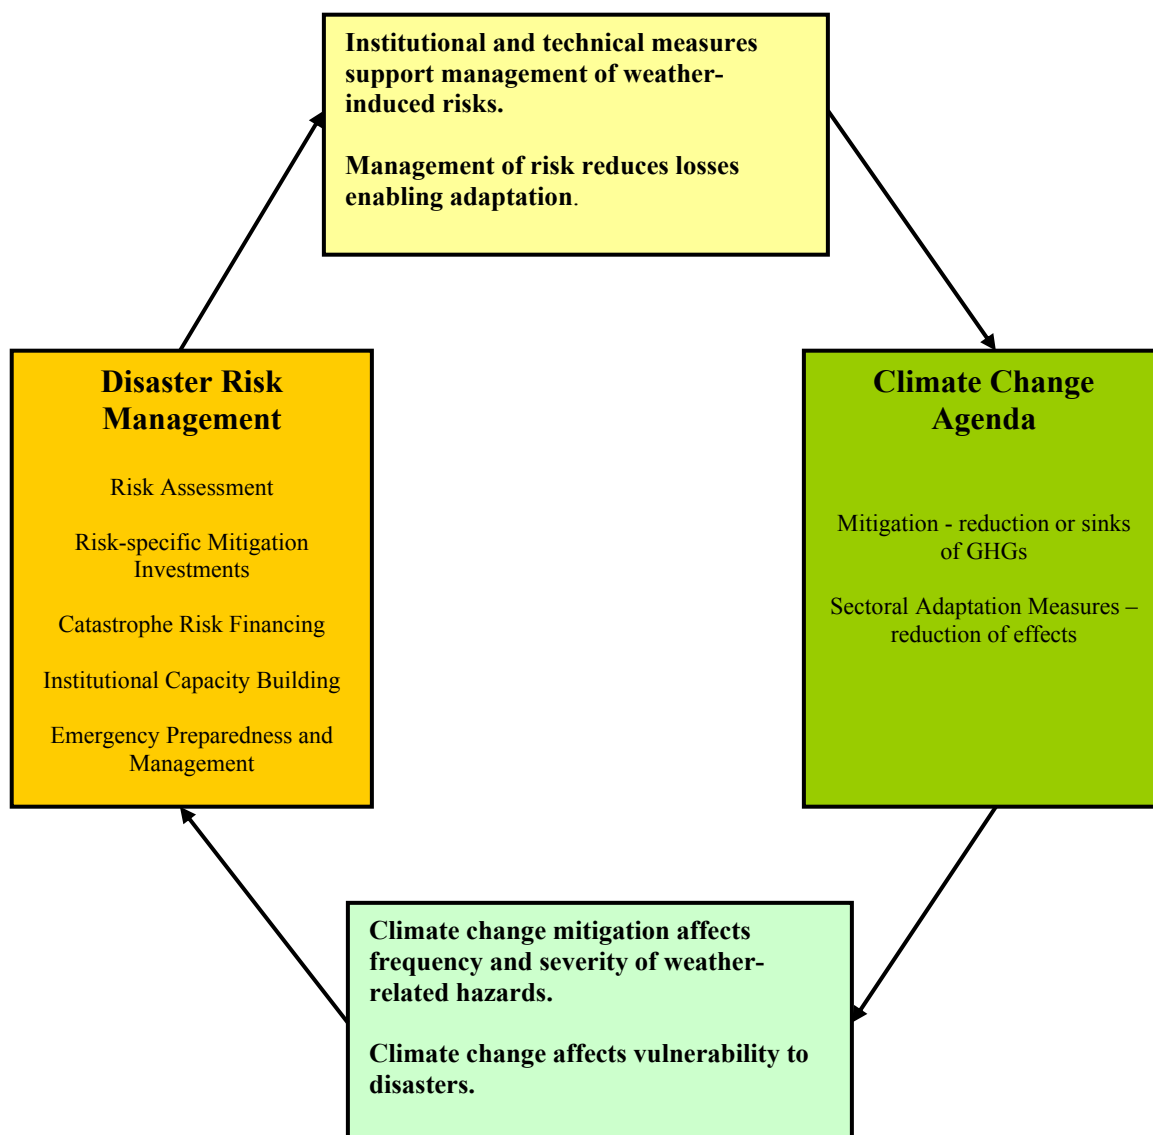 Institutional and technical measures
support management of weather-
induced risks.
Management of risk reduces losses
enabling adaptation.
Disaster Risk
Management
Risk Assessment
Risk-specific Mitigation
Investments
Catastrophe Risk Financing
Institutional Capacity Building
Emergency Preparedness and
Management
Climate Change
Agenda
Mitigation - reduction or sinks
of GHGs
Sectoral Adaptation Measures –
reduction of effects
Climate change mitigation affects
frequency and severity of weather-
related hazards.
Climate change affects vulnerability to
disasters.